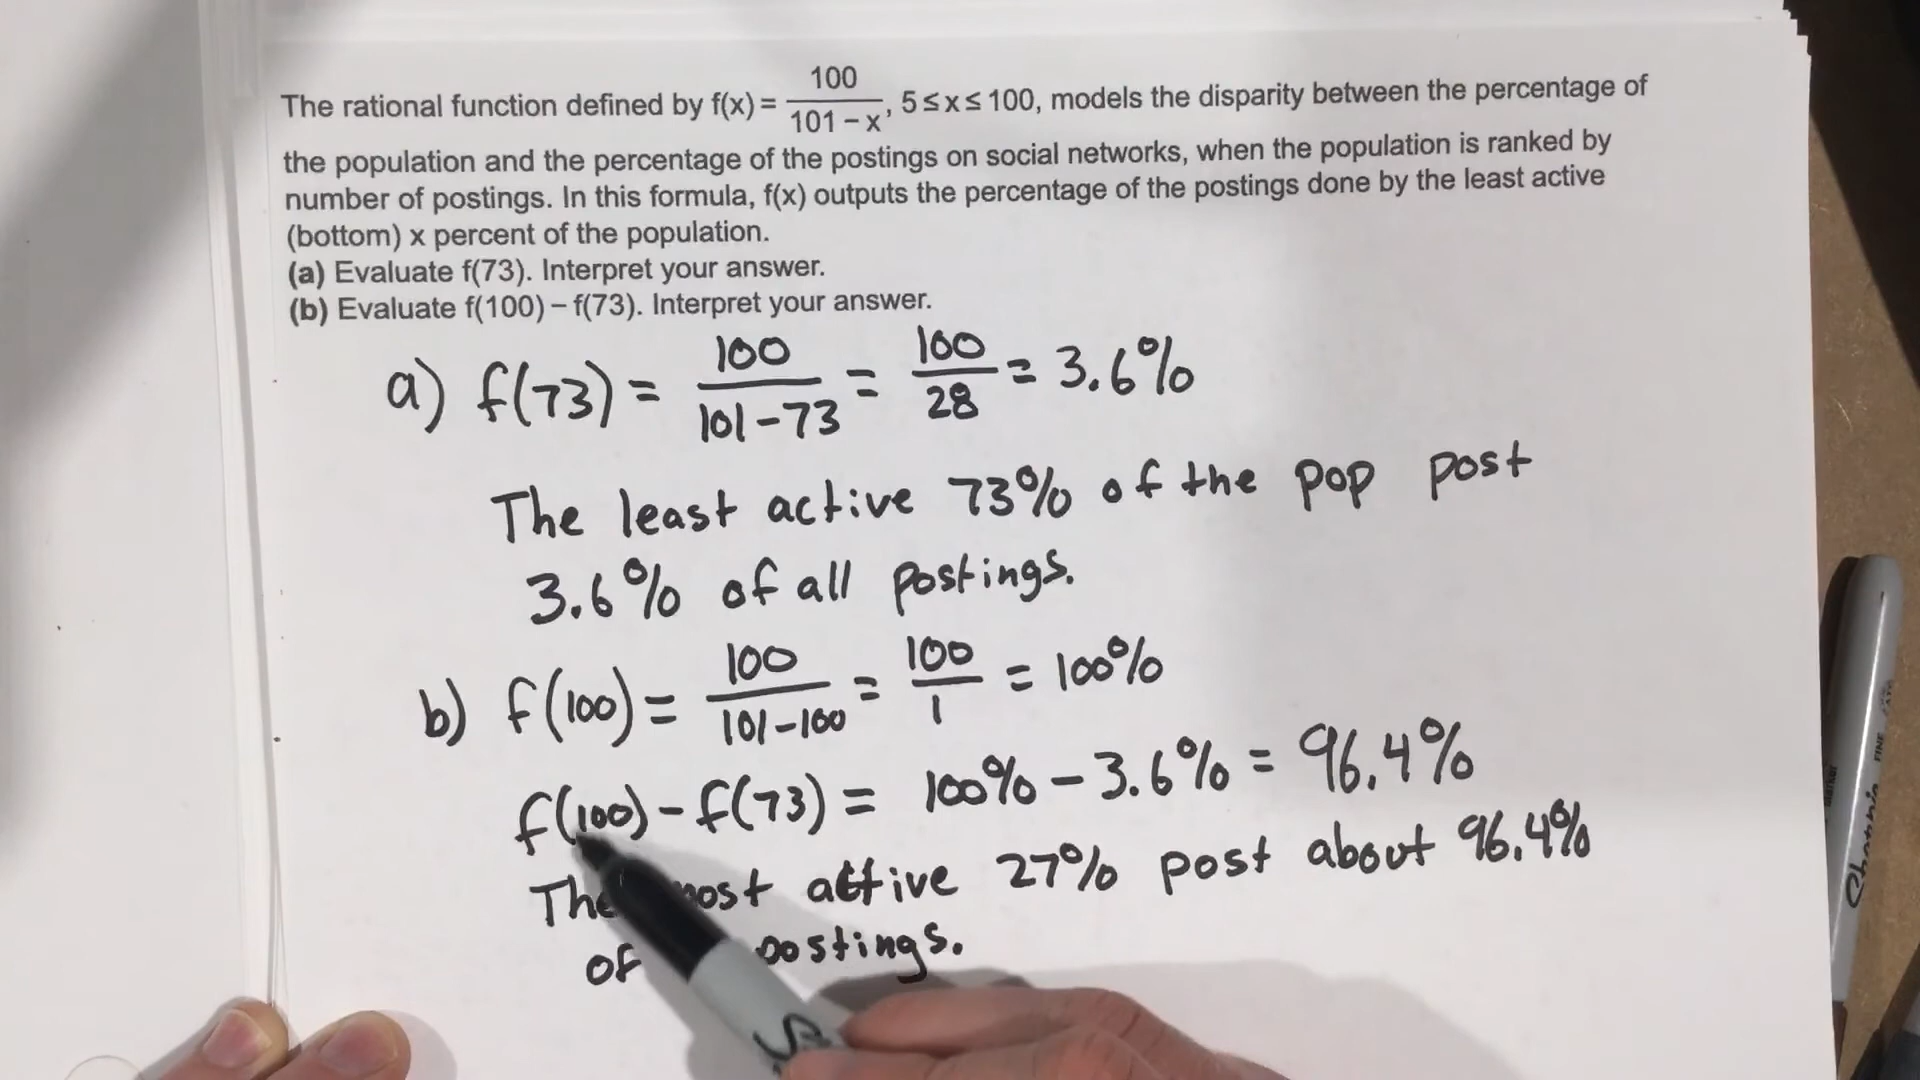 The rational function defined by f(x) = 100/(101 − x), 5 ≤ x ≤ 100, models the disparity between the percentage of
the population and the percentage of the postings on social networks, when the population is ranked by
number of postings. In this formula, f(x) outputs the percentage of the postings done by the least active
(bottom) x percent of the population.
(a) Evaluate f(73). Interpret your answer.
(b) Evaluate f(100) − f(73). Interpret your answer.
a) f(73) = 100/(101−73) = 100/28 = 3.6%
The least active 73% of the pop post
3.6% of all postings.
b) f(100) = 100/(101−100) = 100/1 = 100%
f(100) − f(73) = 100% − 3.6% = 96.4%
The active 27% post about 96.4%
of postings.
FINE